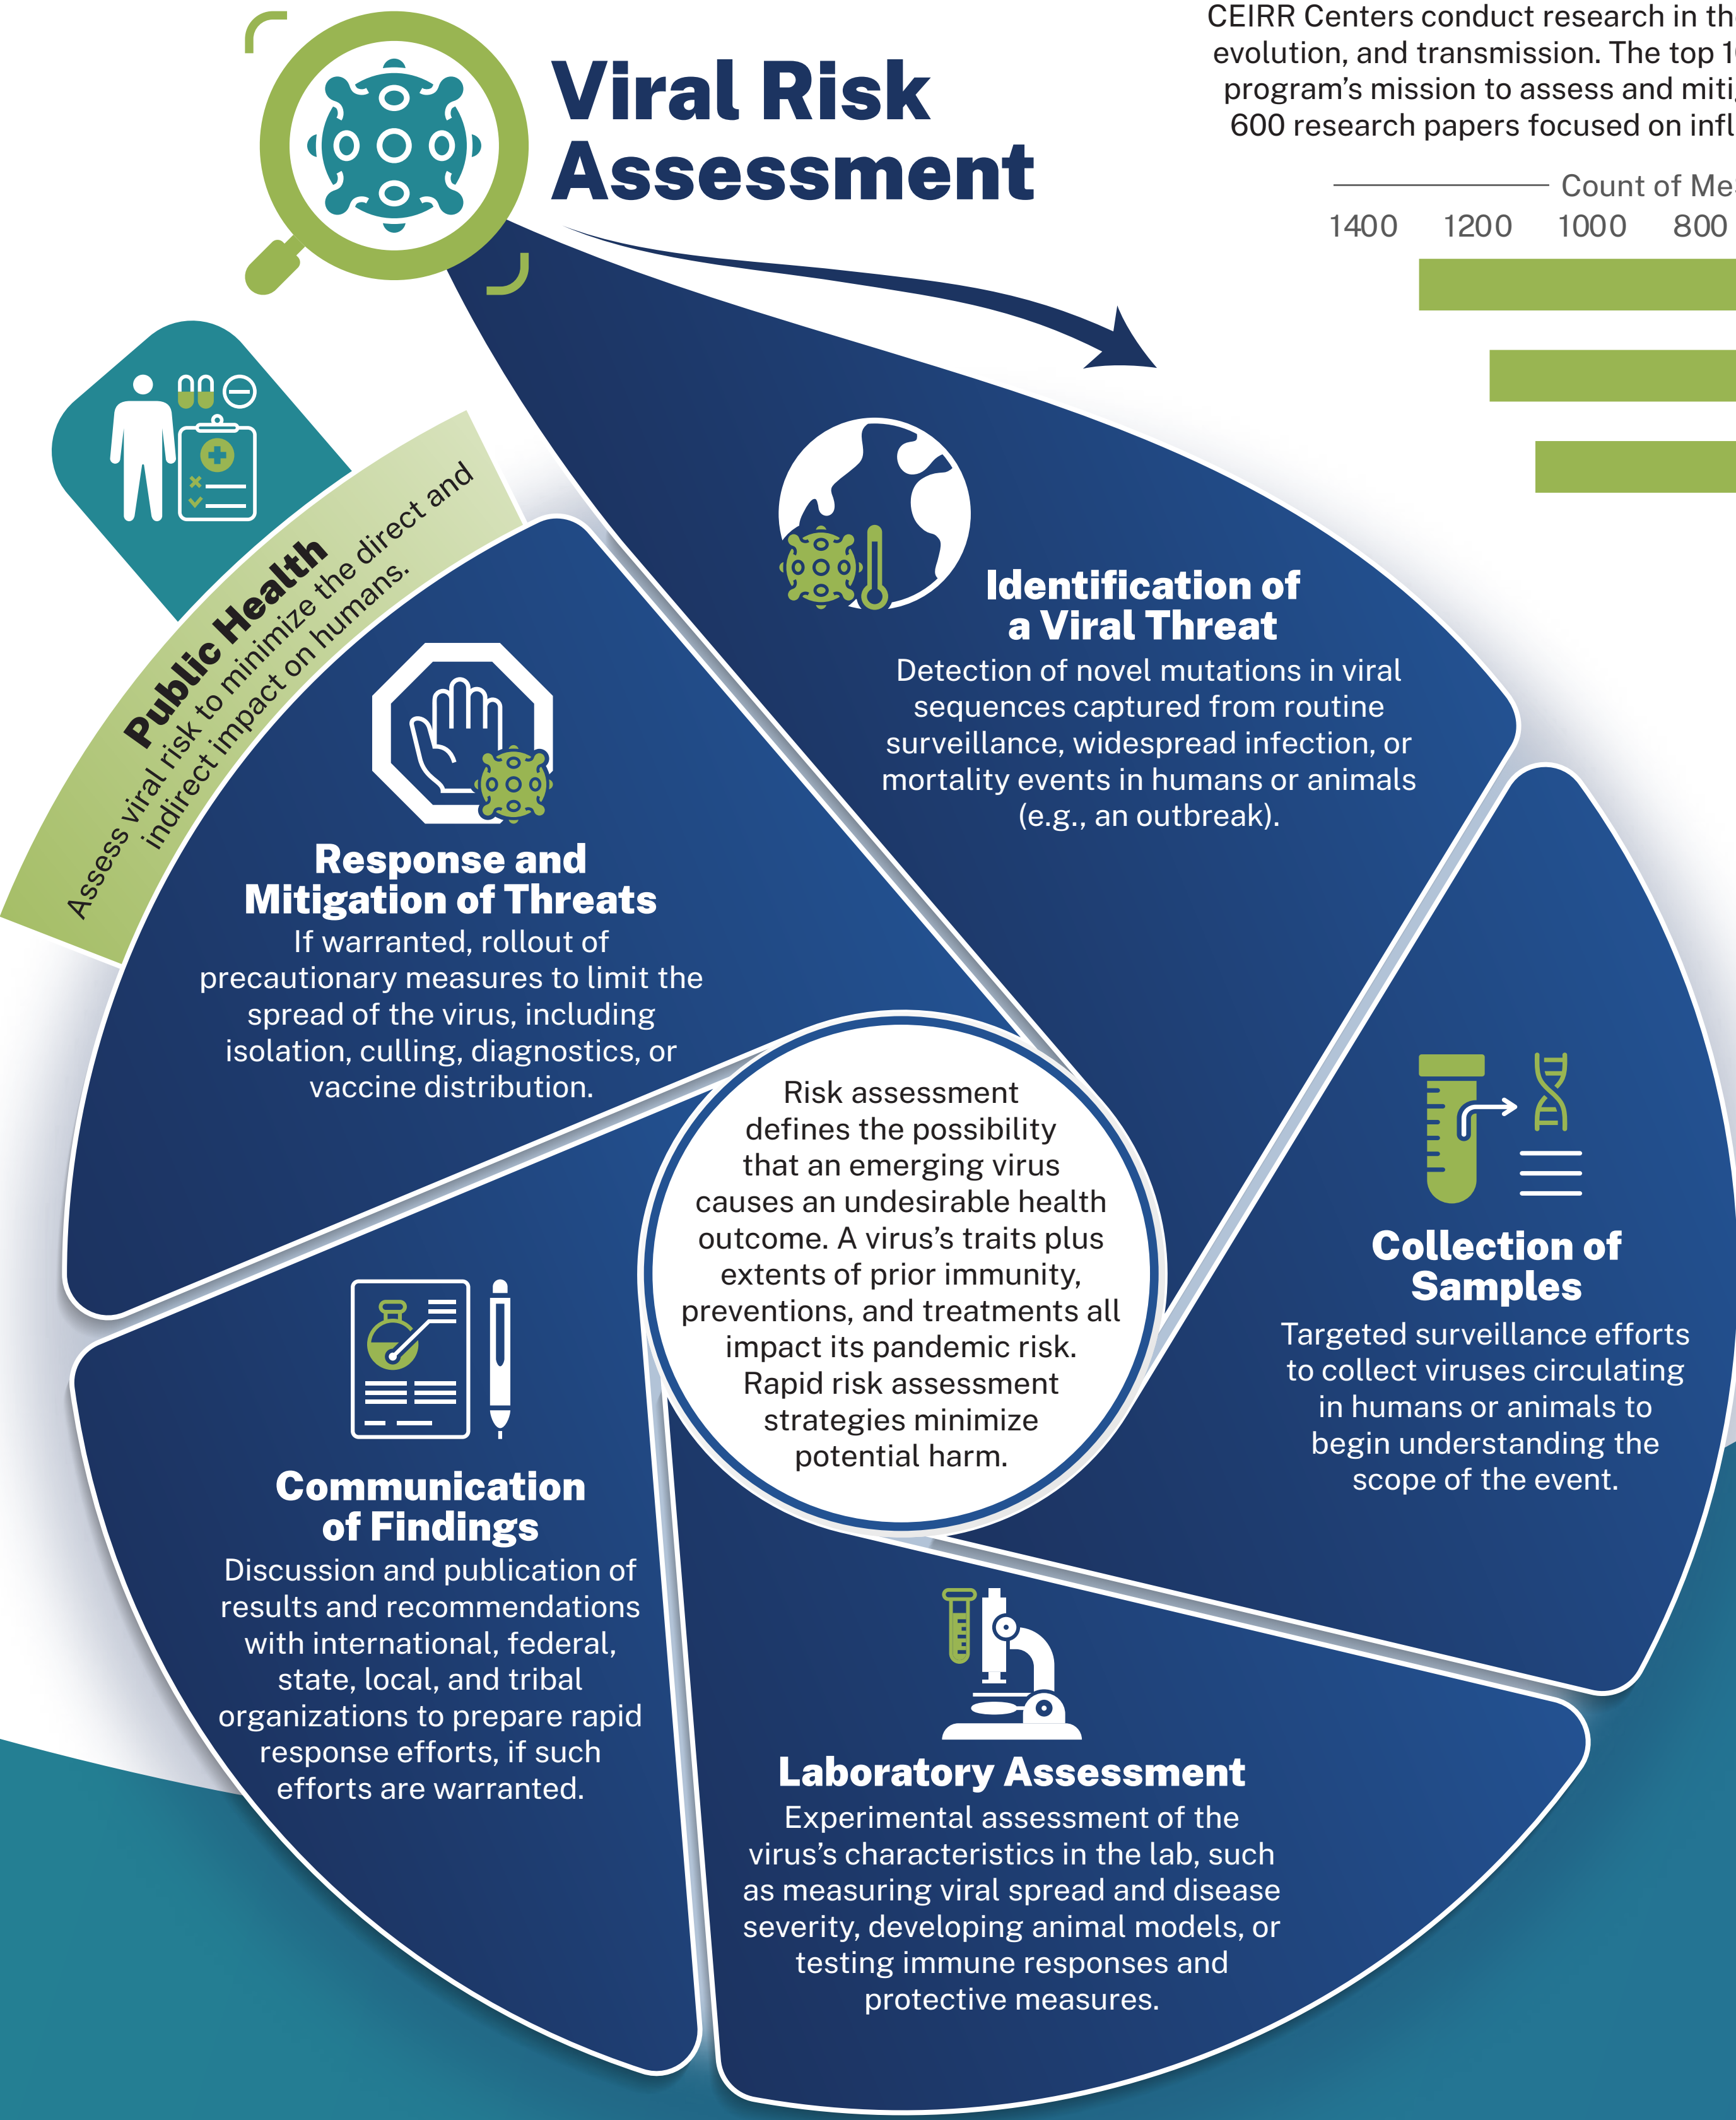 Viral Risk
Assessment
CEIRR Centers conduct research in
evolution, and transmission. The top
program's mission to assess and
600 research papers focused on
Count of
1400 1200 1000 800
Public Health
Assess viral risk to minimize the direct and
indirect impact on humans.
Identification of
a Viral Threat
Detection of novel mutations in viral
sequences captured from routine
surveillance, widespread infection, or
mortality events in humans or animals
(e.g., an outbreak).
Collection of
Samples
Targeted surveillance efforts
to collect viruses circulating
in humans or animals to
begin understanding the
scope of the event.
Laboratory Assessment
Experimental assessment of the
virus's characteristics in the lab, such
as measuring viral spread and disease
severity, developing animal models, or
testing immune responses and
protective measures.
Communication
of Findings
Discussion and publication of
results and recommendations
with international, federal,
state, local, and tribal
organizations to prepare rapid
response efforts, if such
efforts are warranted.
Response and
Mitigation of Threats
If warranted, rollout of
precautionary measures to limit the
spread of the virus, including
isolation, culling, diagnostics, or
vaccine distribution.
Risk assessment
defines the possibility
that an emerging virus
causes an undesirable health
outcome. A virus's traits plus
extents of prior immunity,
preventions, and treatments all
impact its pandemic risk.
Rapid risk assessment
strategies minimize
potential harm.